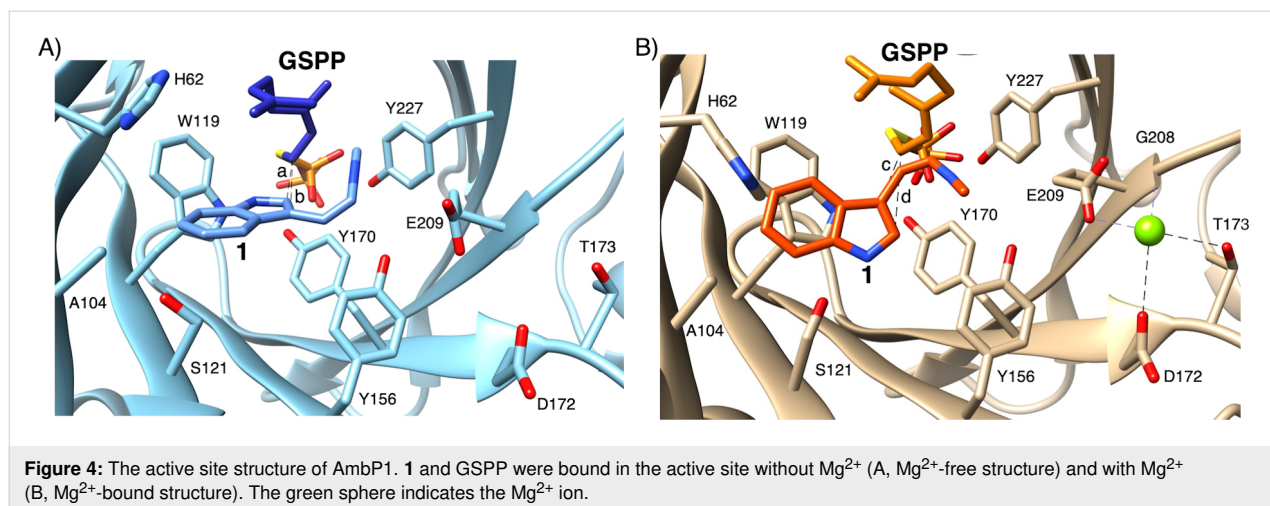 A)
GSPP
H62
W119
Y227
a
b
E209
1
Y170
T173
A104
S121
Y156
D172
B)
GSPP
H62
W119
Y227
G208
c
d
E209
Y170
T173
1
A104
S121
Y156
D172
Figure 4: The active site structure of AmbP1. 1 and GSPP were bound in the active site without Mg²⁺ (A, Mg²⁺-free structure) and with Mg²⁺
(B, Mg²⁺-bound structure). The green sphere indicates the Mg²⁺ ion.